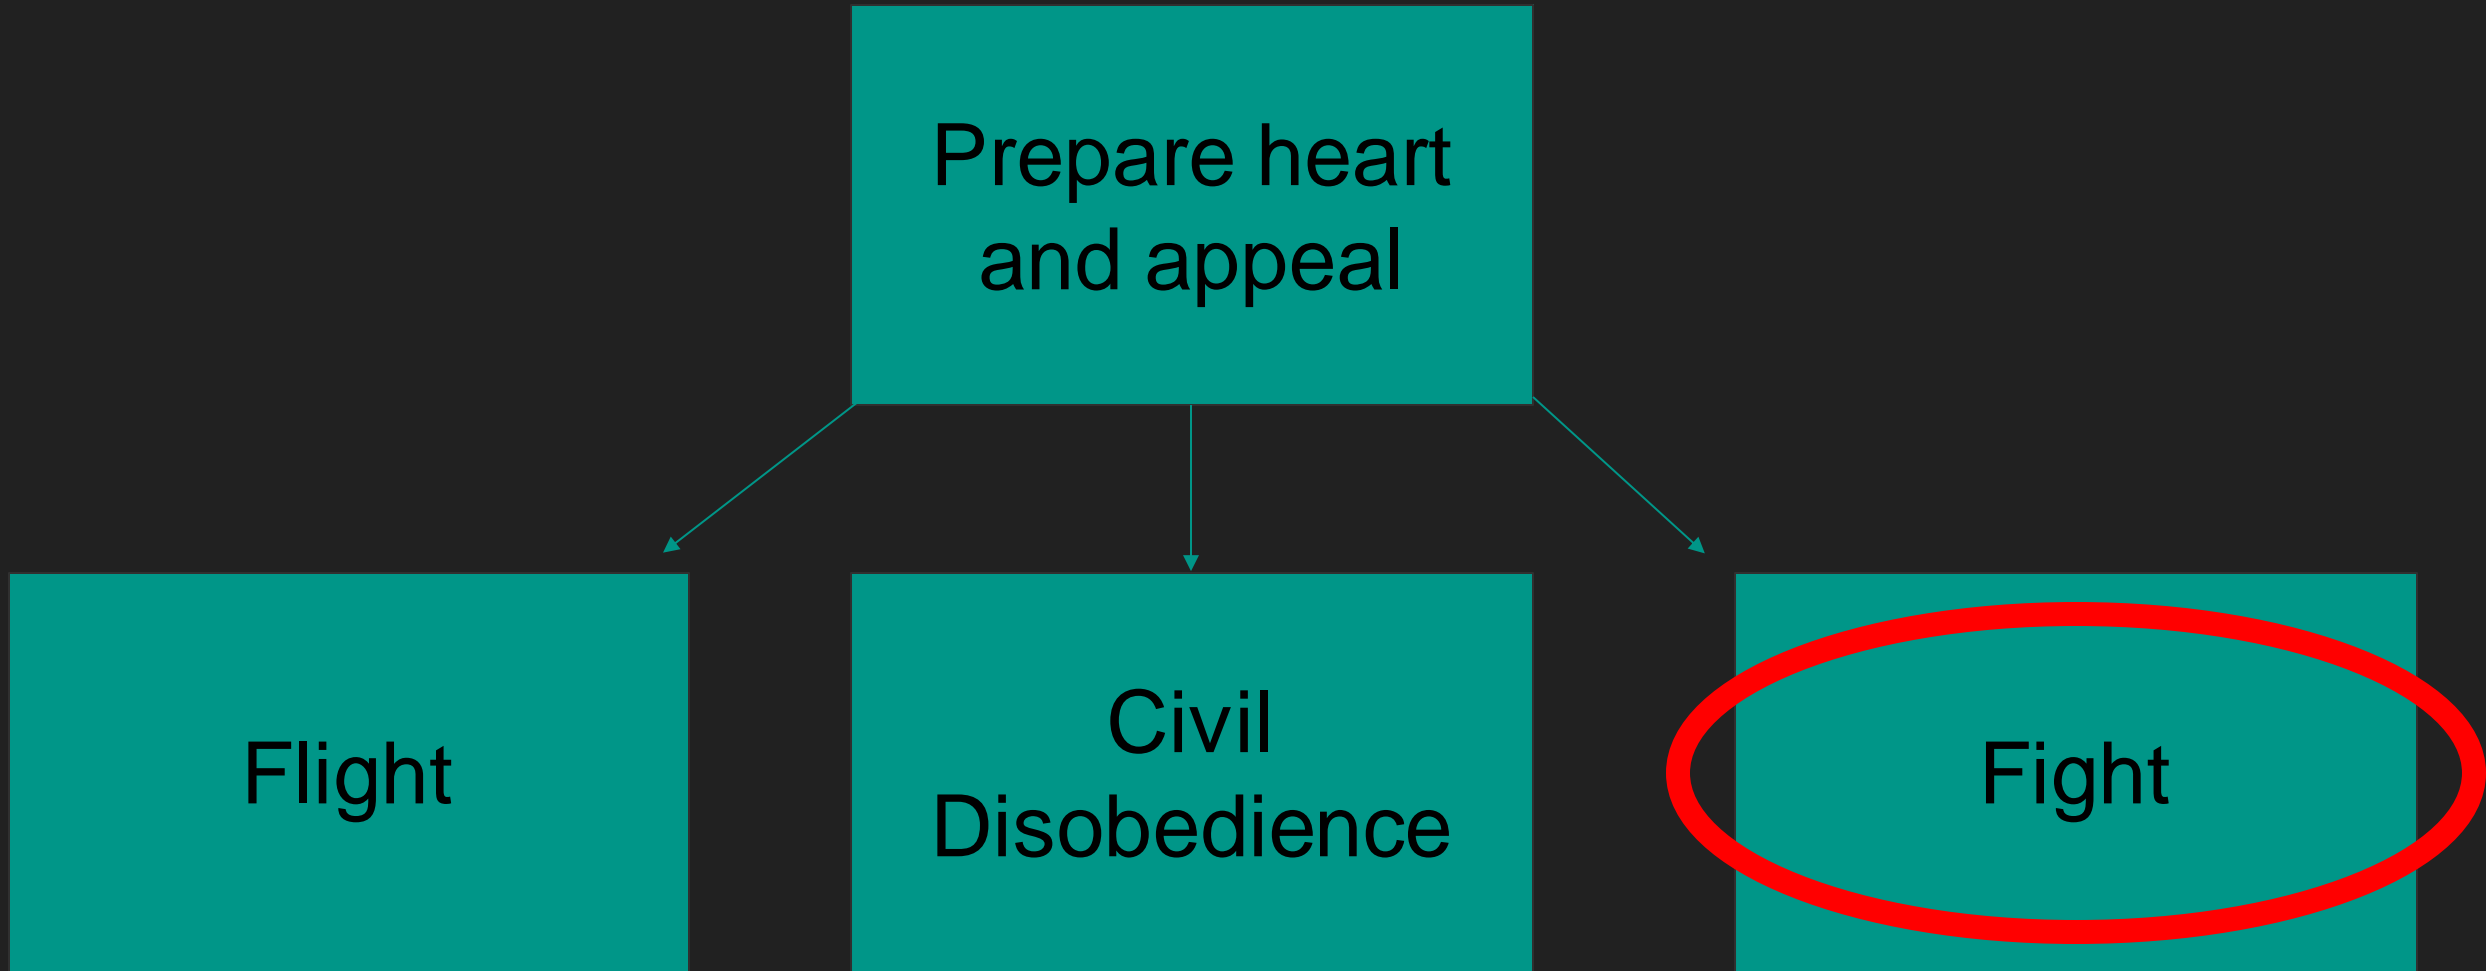 Prepare heart
and appeal
Flight
Civil
Disobedience
Fight